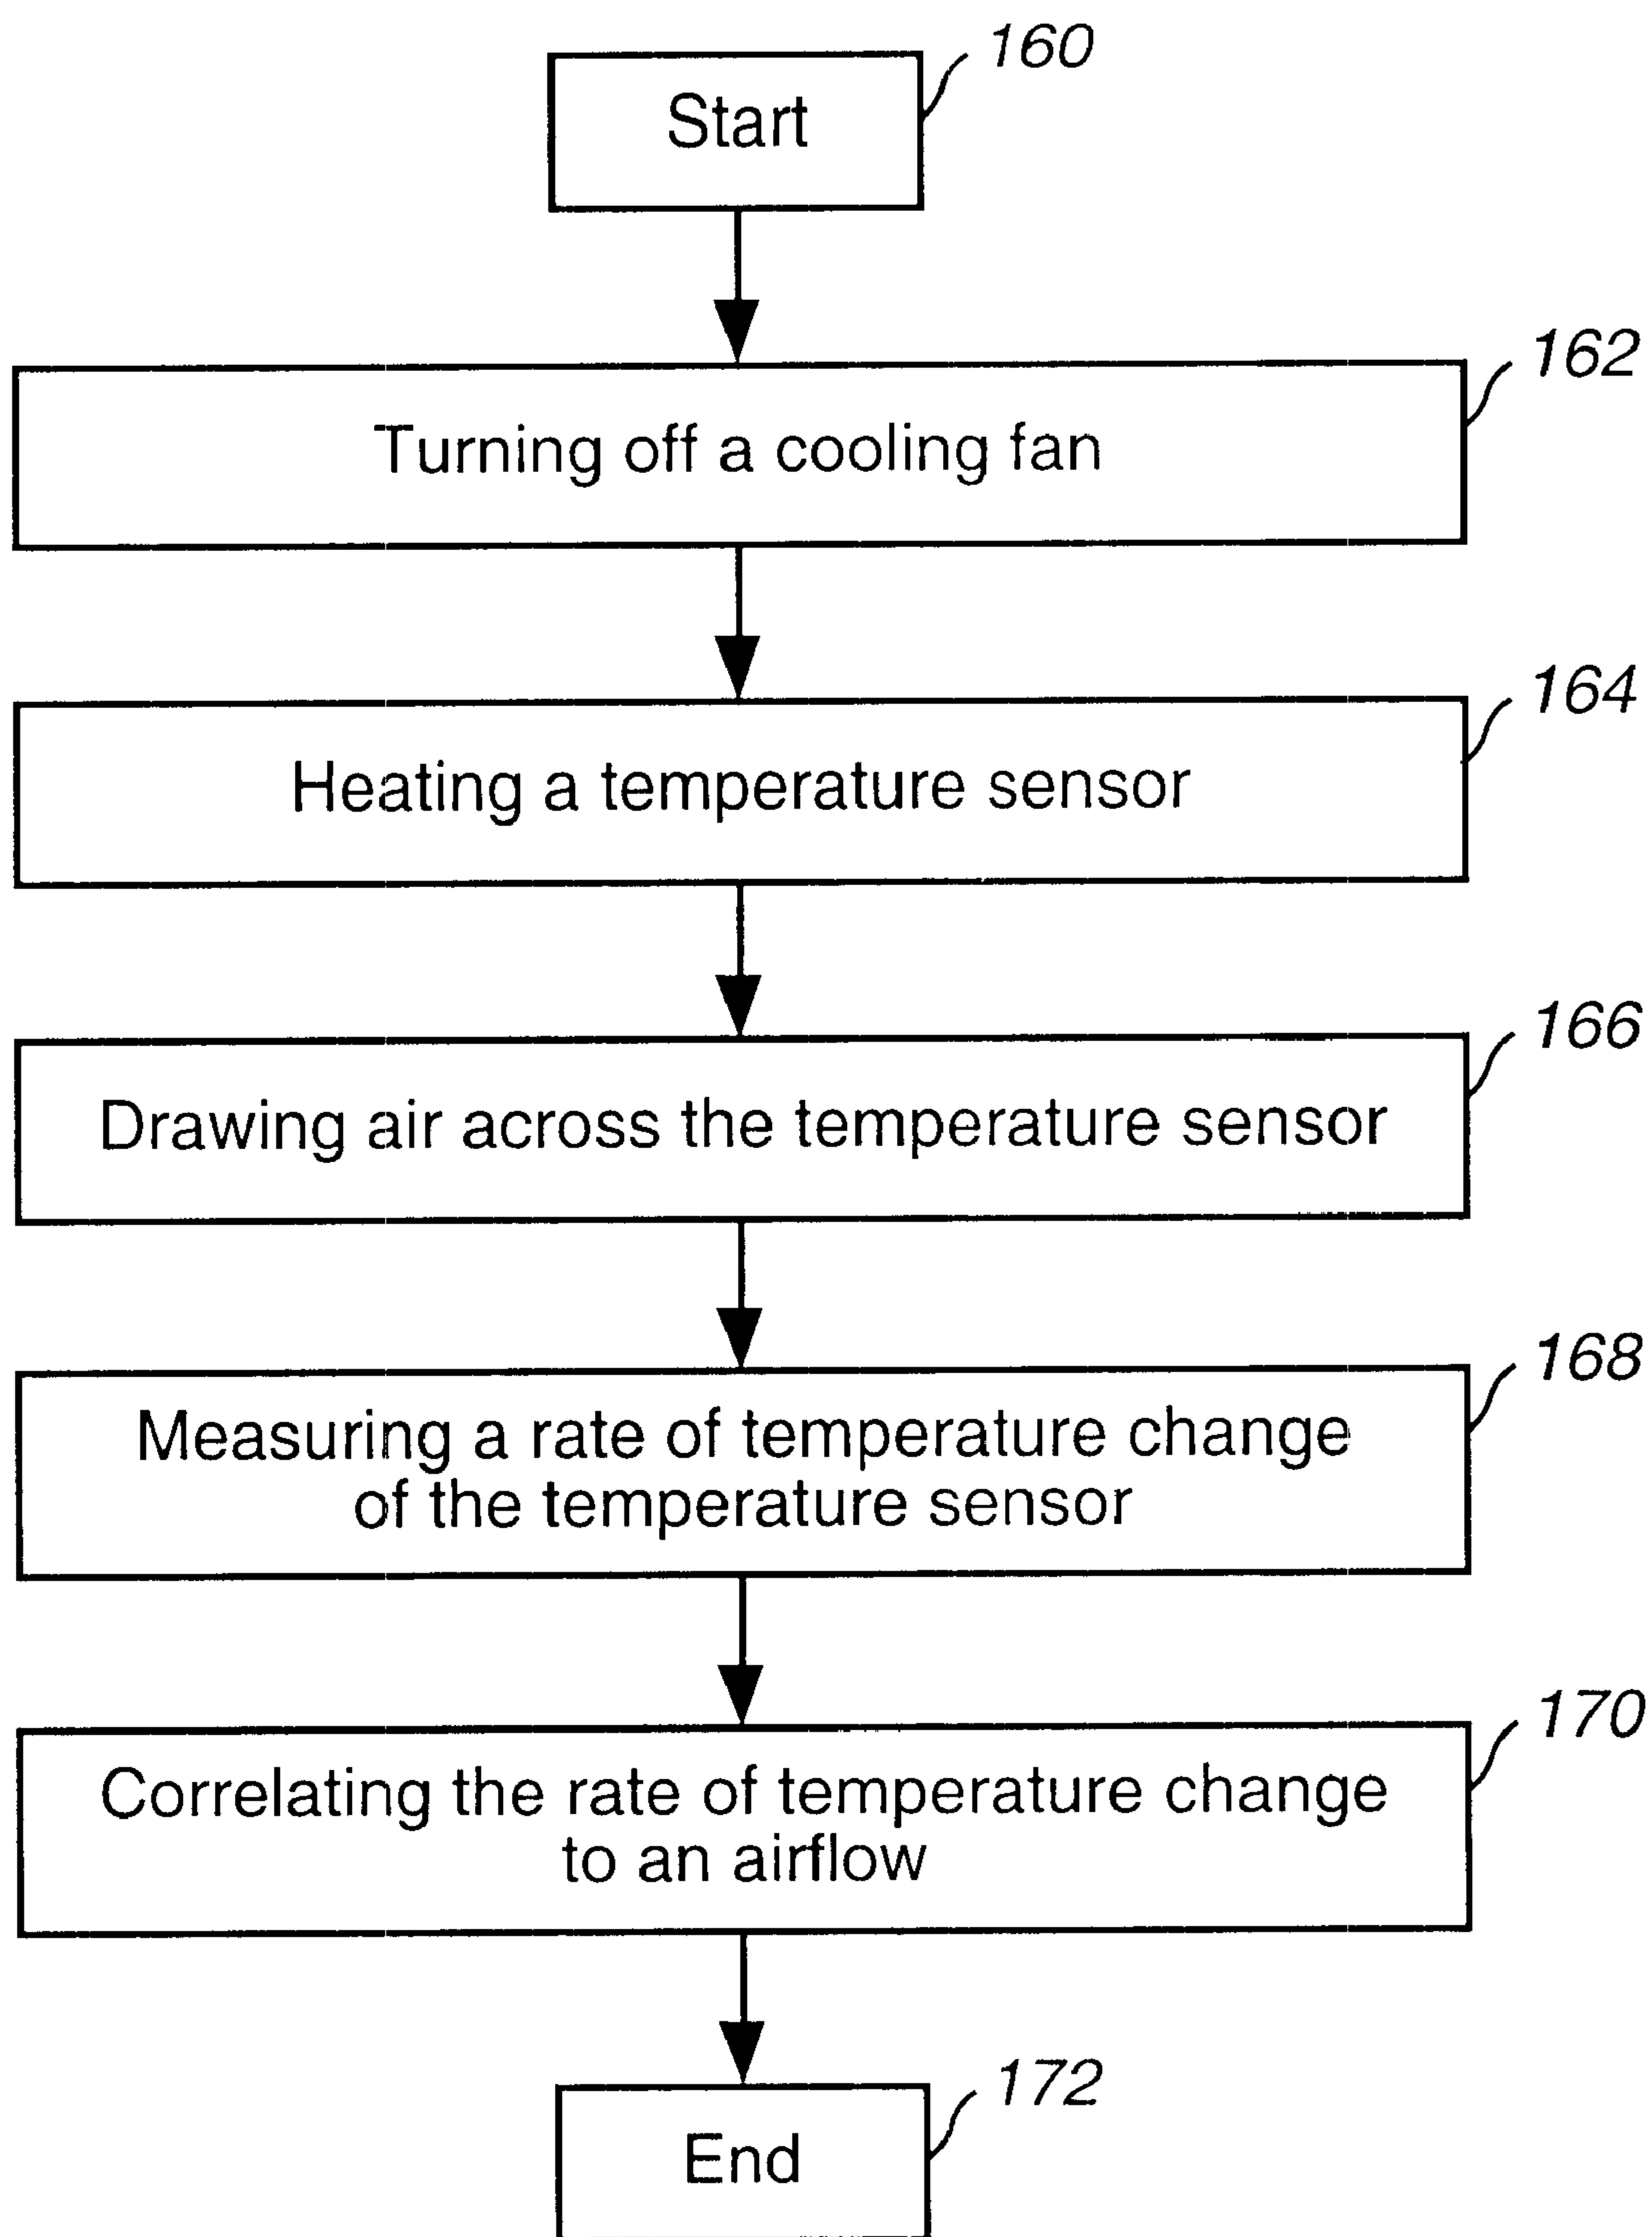 160
Start
162
Turning off a cooling fan
164
Heating a temperature sensor
166
Drawing air across the temperature sensor
168
Measuring a rate of temperature change
of the temperature sensor
170
Correlating the rate of temperature change
to an airflow
172
End